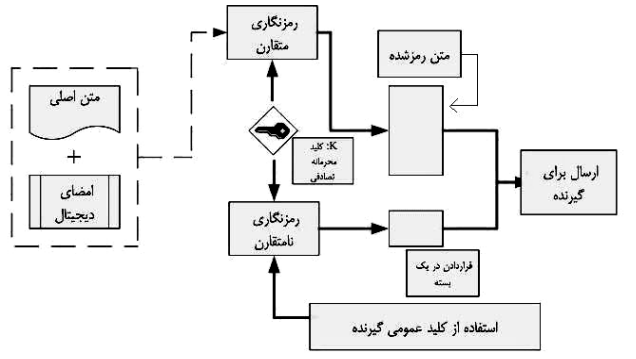 رمزنگاری
متقارن
متن رمزشده
متن اصلی
+
امضای
دیجیتال
K: کلید
محرمانه
تصادفی
ارسال برای
گیرنده
رمزنگاری
نامتقارن
قراردادن در یک
بسته
استفاده از کلید عمومی گیرنده